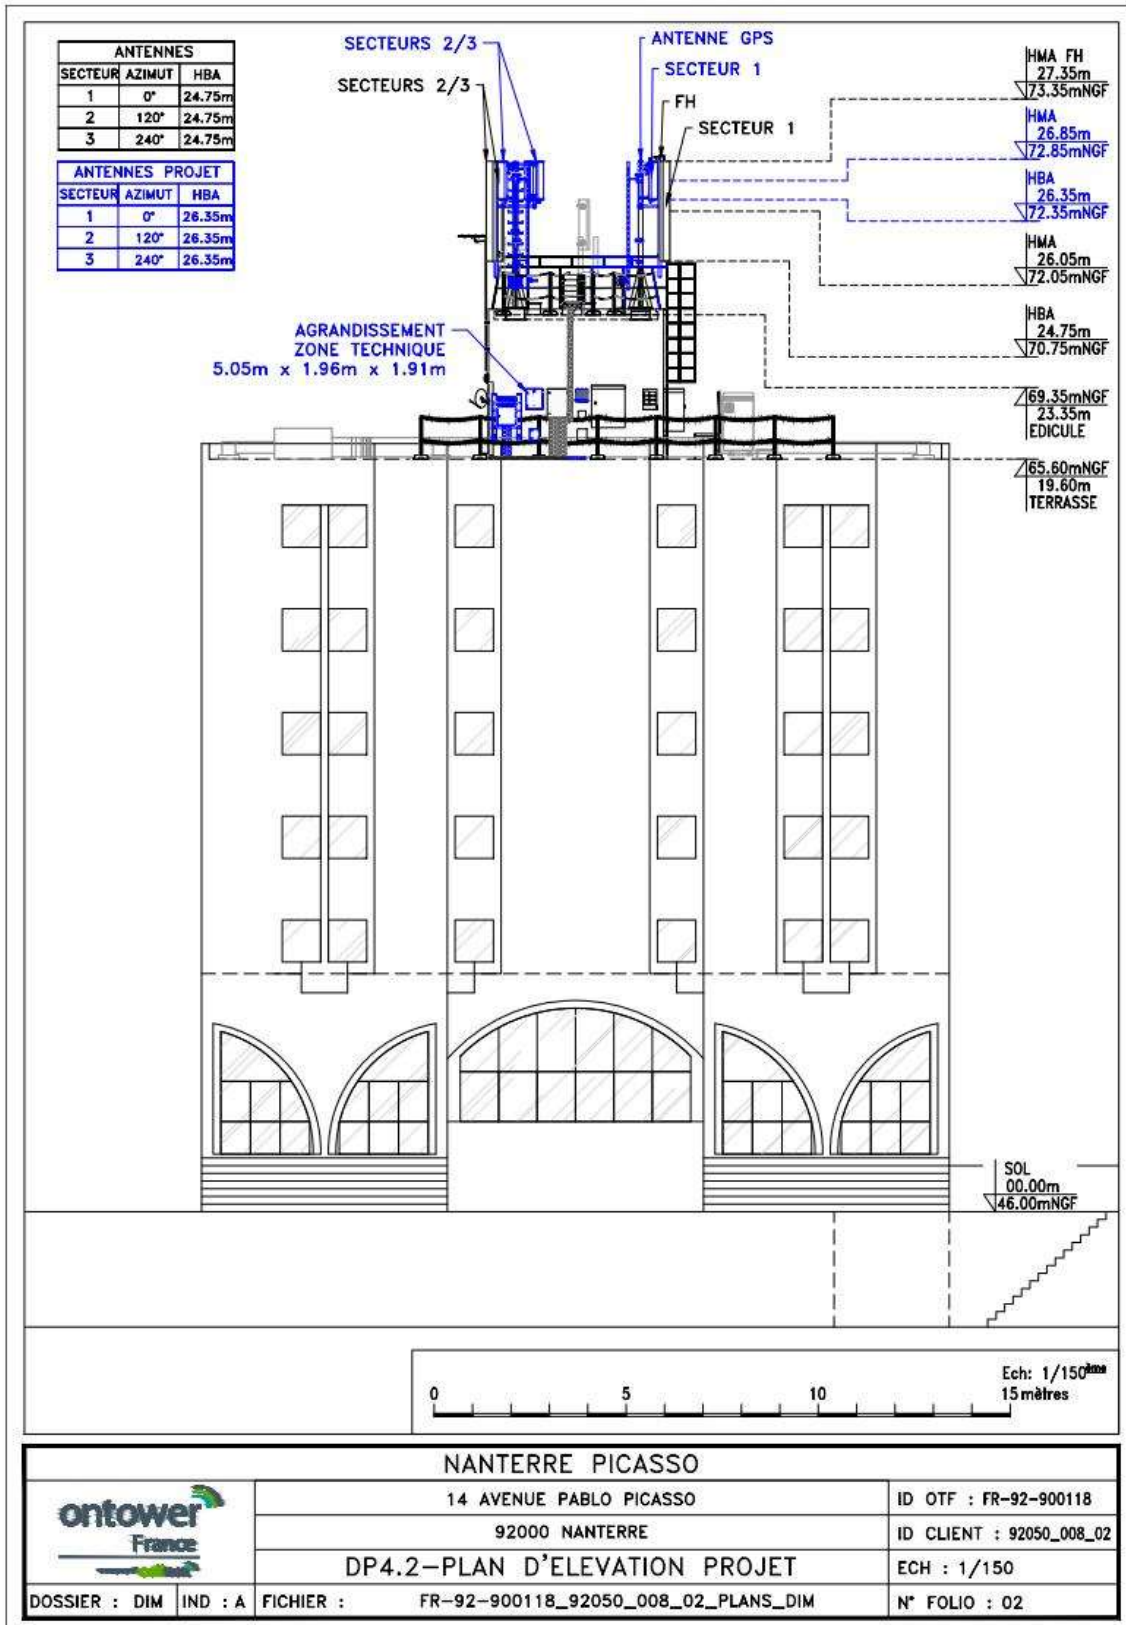 ANTENNES
SECTEUR AZIMUT HBA
1 0° 24.75m
2 120° 24.75m
3 240° 24.75m
ANTENNES PROJET
SECTEUR AZIMUT HBA
1 0° 26.35m
2 120° 26.35m
3 240° 26.35m
SECTEURS 2/3
SECTEURS 2/3
ANTENNE GPS
SECTEUR 1
FH
SECTEUR 1
HMA FH
27.35m
73.35mNGF
HMA
26.85m
72.85mNGF
HBA
26.35m
72.35mNGF
HMA
26.05m
72.05mNGF
HBA
24.75m
70.75mNGF
69.35mNGF
23.35m
EDICULE
65.60mNGF
19.60m
TERRASSE
AGRANDISSEMENT
ZONE TECHNIQUE
5.05m x 1.96m x 1.91m
SOL
00.00m
46.00mNGF
Ech: 1/150ème
0 5 10 15 mètres
NANTERRE PICASSO
ontower
France
14 AVENUE PABLO PICASSO
ID OTF : FR-92-900118
92000 NANTERRE
ID CLIENT : 92050_008_02
DP4.2-PLAN D'ELEVATION PROJET
ECH : 1/150
DOSSIER : DIM
IND : A
FICHIER : FR-92-900118_92050_008_02_PLANS_DIM
N° FOLIO : 02